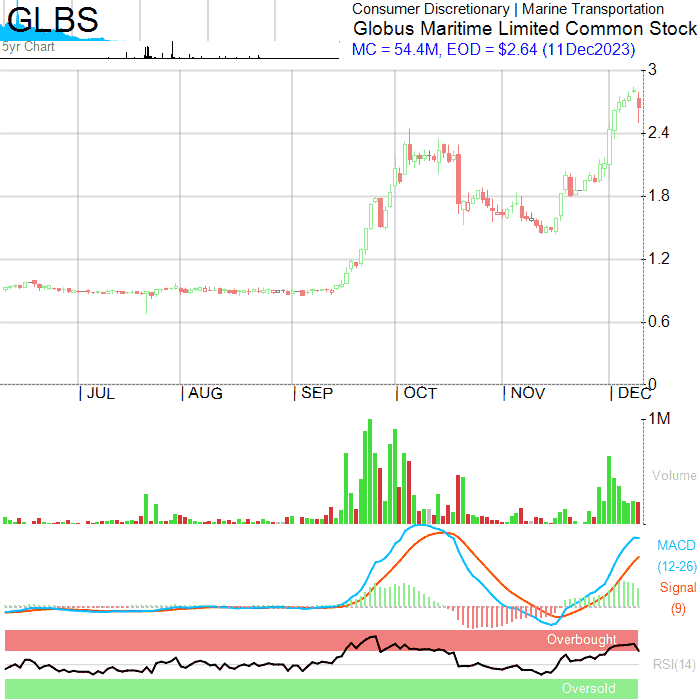 GLBS
Consumer Discretionary | Marine Transportation
Globus Maritime Limited Common Stock
5yr Chart
MC = 54.4M, EOD = $2.64 (11Dec2023)
3
2.4
1.8
1.2
0.6
0
| JUL | AUG | SEP | OCT | NOV | DEC
1M
Volume
MACD
(12-26)
Signal
(9)
Overbought
RSI(14)
Oversold